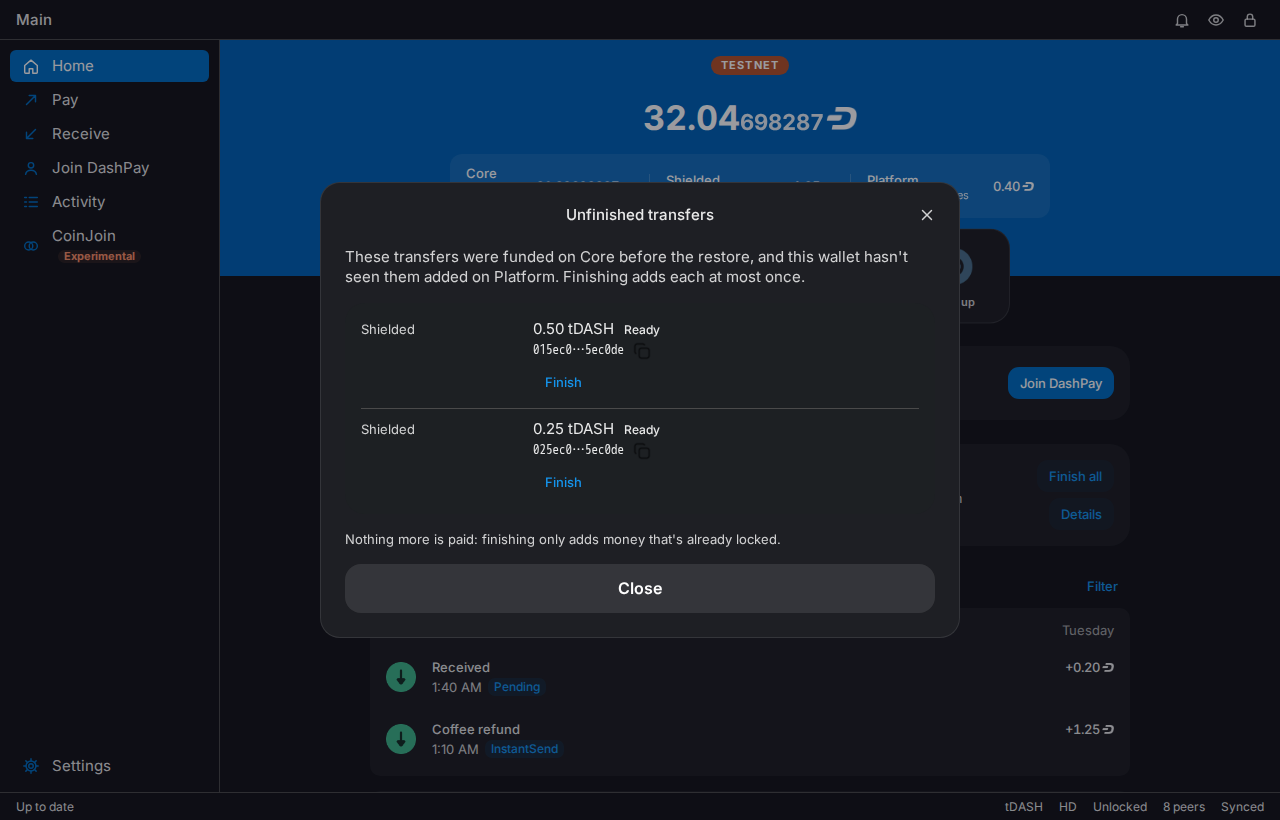 Main
Home
Pay
Receive
Join DashPay
Activity
CoinJoin
Experimental
Settings
TESTNET
32.04698287
Core
Shielded
Platform
0.40
es
up
Join DashPay
Finish all
Details
Filter
Unfinished transfers
These transfers were funded on Core before the restore, and this wallet hasn't
seen them added on Platform. Finishing adds each at most once.
Shielded
0.50 tDASH Ready
015ec0…5ec0de
Finish
Shielded
0.25 tDASH Ready
025ec0…5ec0de
Finish
Nothing more is paid: finishing only adds money that's already locked.
Close
Tuesday
Received
+0.20
1:40 AM Pending
Coffee refund
+1.25
1:10 AM InstantSend
Up to date
tDASH HD Unlocked 8 peers Synced